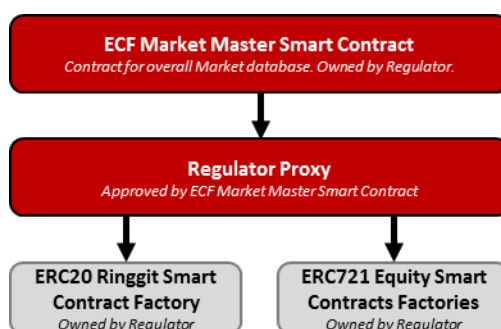 ECF Market Master Smart Contract
Contract for overall Market database. Owned by Regulator.
Regulator Proxy
Approved by ECF Market Master Smart Contract
ERC20 Ringgit Smart
Contract Factory
Owned by Regulator
ERC721 Equity Smart
Contracts Factories
Owned by Regulator